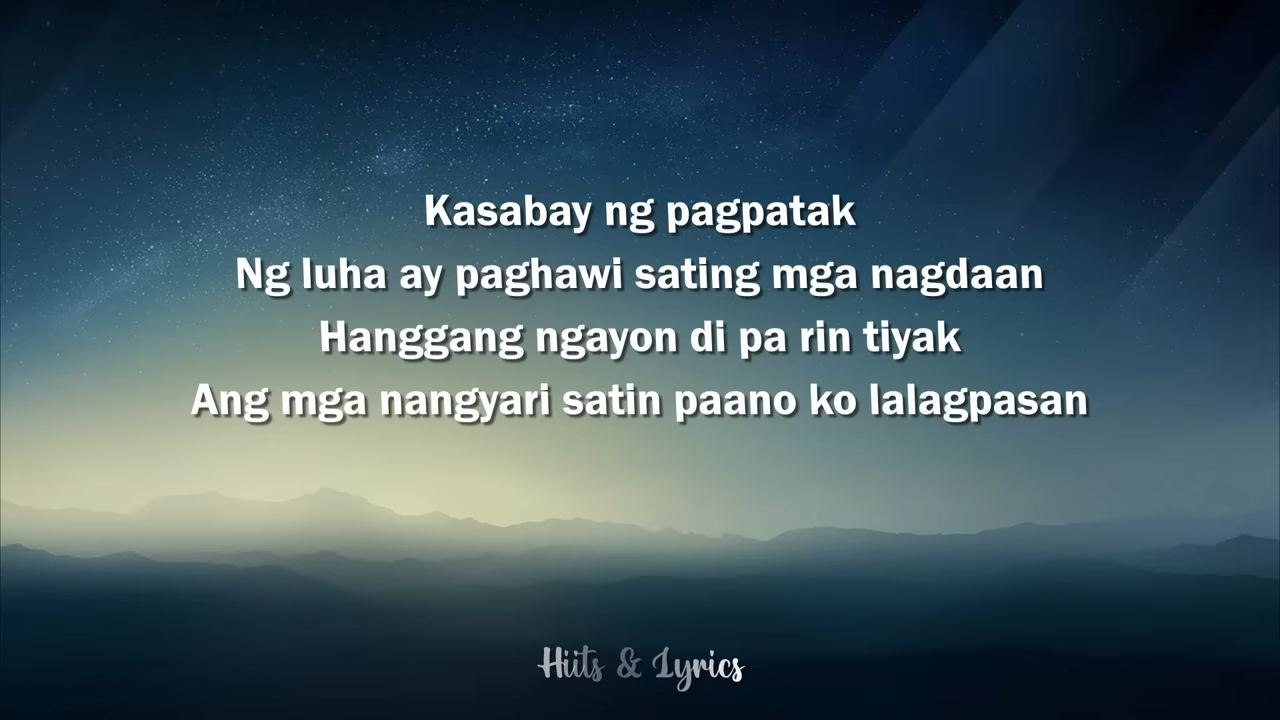 Kasabay ng pagpatak
Ng luha ay paghawi sating mga nagdaan
Hanggang ngayon di pa rin tiyak
Ang mga nangyari satin paano ko lalagpasan
Hiits & Lyrics